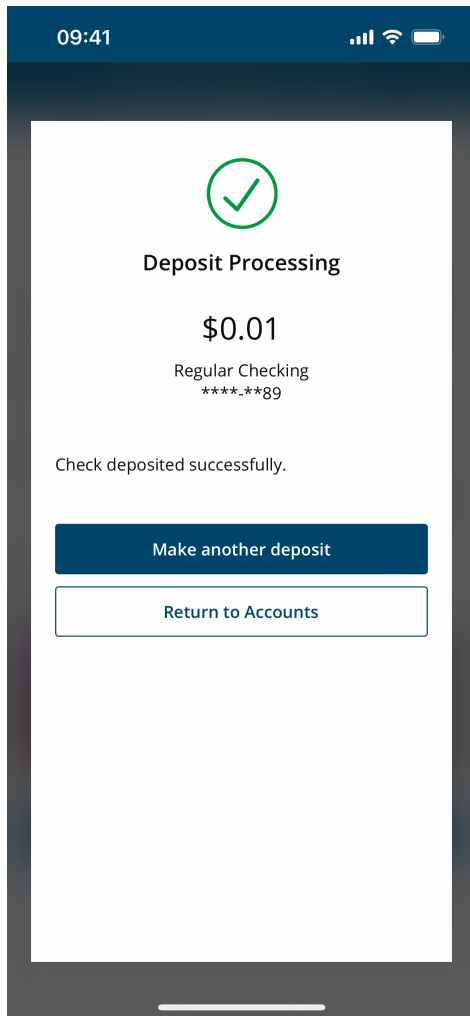 09:41
Deposit Processing
$0.01
Regular Checking
****-**89
Check deposited successfully.
Make another deposit
Return to Accounts